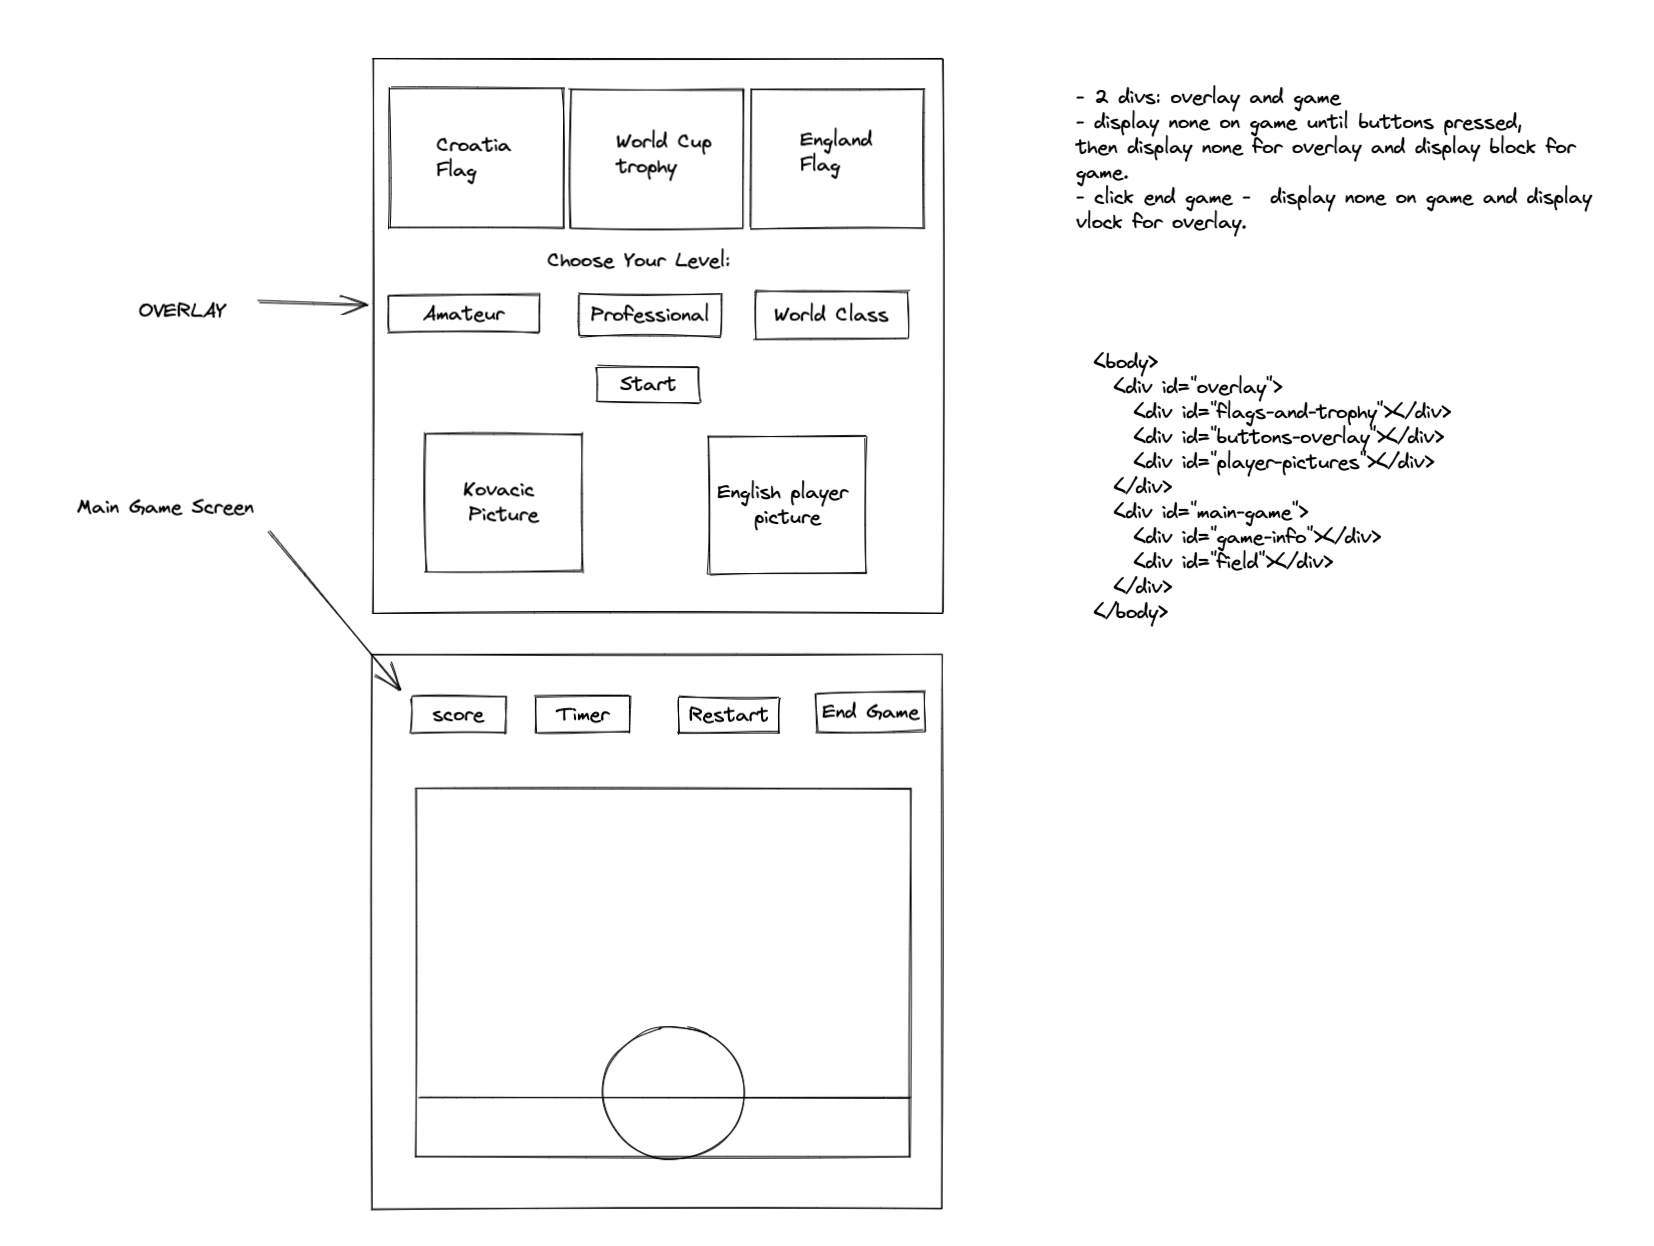 Croatia
Flag
World Cup
trophy
England
Flag
Choose Your Level:
OVERLAY
Amateur
Professional
World Class
Start
Kovacic
Picture
English player
picture
Main Game Screen
score
Timer
Restart
End Game
- 2 divs: overlay and game
- display none on game until buttons pressed,
then display none for overlay and display block for
game.
- click end game - display none on game and display
vlock for overlay.
<body>
<div id="overlay">
<div id="flags-and-trophy"></div>
<div id="buttons-overlay"></div>
<div id="player-pictures"></div>
</div>
<div id="main-game">
<div id="game-info"></div>
<div id="field"></div>
</div>
</body>